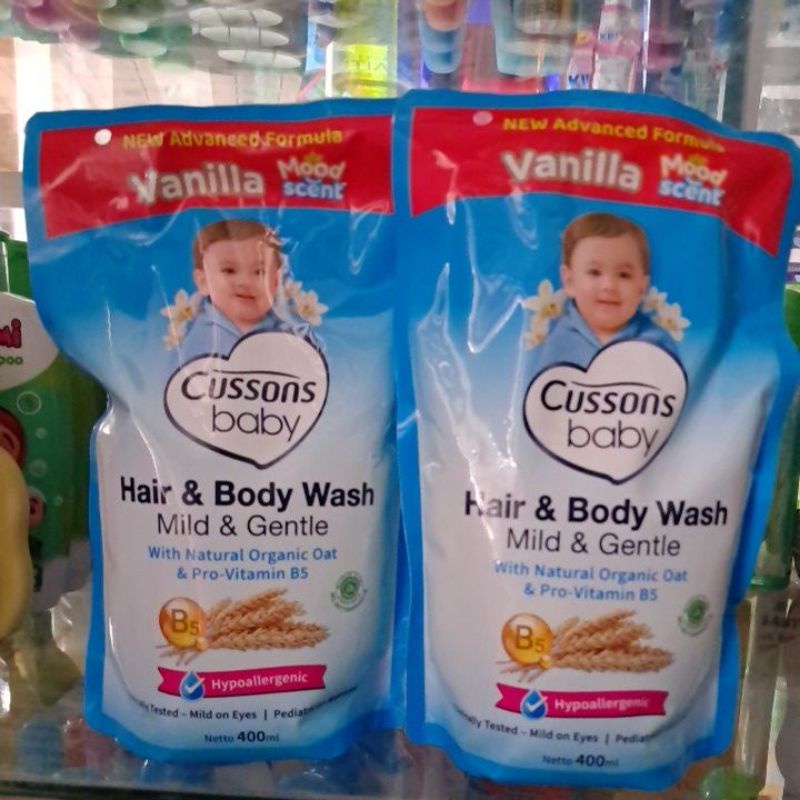 NEW Advanced Formula
Vanilla Mood
scent
Cussons
baby
Hair & Body Wash
Mild & Gentle
With Natural Organic Oat
& Pro-Vitamin B5
B5
Hypoallergenic
Tested – Mild on Eyes |
Netto 400ml
NEW Advanced Formula
Vanilla Mood
scent
Cussons
baby
Hair & Body Wash
Mild & Gentle
With Natural Organic Oat
& Pro-Vitamin B5
B5
Hypoallergenic
Tested – Mild on Eyes |
Netto 400ml